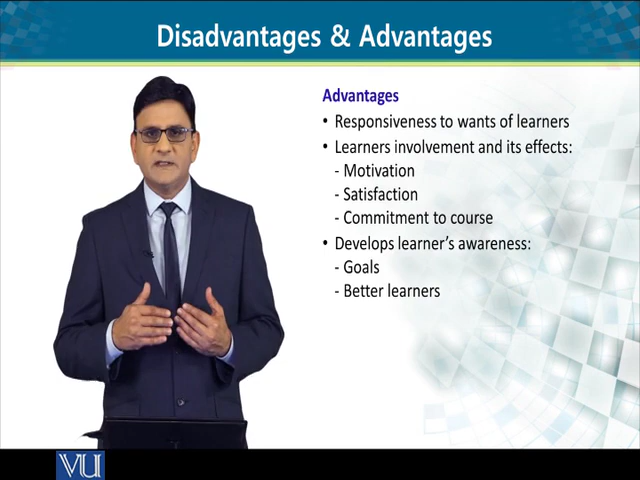 Disadvantages & Advantages
Advantages
• Responsiveness to wants of learners
• Learners involvement and its effects:
- Motivation
- Satisfaction
- Commitment to course
• Develops learner’s awareness:
- Goals
- Better learners
VU